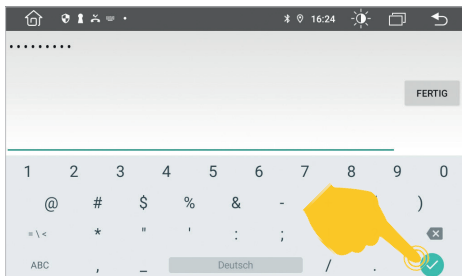 16:24
•••••••••
FERTIG
1 2 3 4 5 6 7 8 9 0
@ # $ % & - )
= \ < * " ' : ;
ABC , _ Deutsch / .